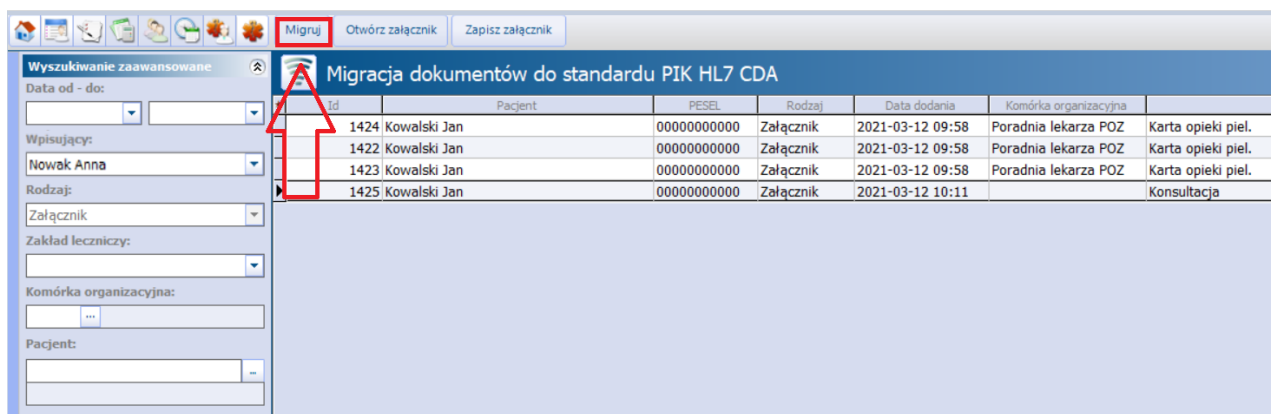 Migruj Otwórz załącznik Zapisz załącznik
Wyszukiwanie zaawansowane
Data od - do:
Wpisujący:
Nowak Anna
Rodzaj:
Załącznik
Zakład leczniczy:
Komórka organizacyjna:
...
Pacjent:
...
Migracja dokumentów do standardu PIK HL7 CDA
Id Pacjent PESEL Rodzaj Data dodania Komórka organizacyjna
1424 Kowalski Jan 00000000000 Załącznik 2021-03-12 09:58 Poradnia lekarza POZ Karta opieki piel.
1422 Kowalski Jan 00000000000 Załącznik 2021-03-12 09:58 Poradnia lekarza POZ Karta opieki piel.
1423 Kowalski Jan 00000000000 Załącznik 2021-03-12 09:58 Poradnia lekarza POZ Karta opieki piel.
1425 Kowalski Jan 00000000000 Załącznik 2021-03-12 10:11 Konsultacja